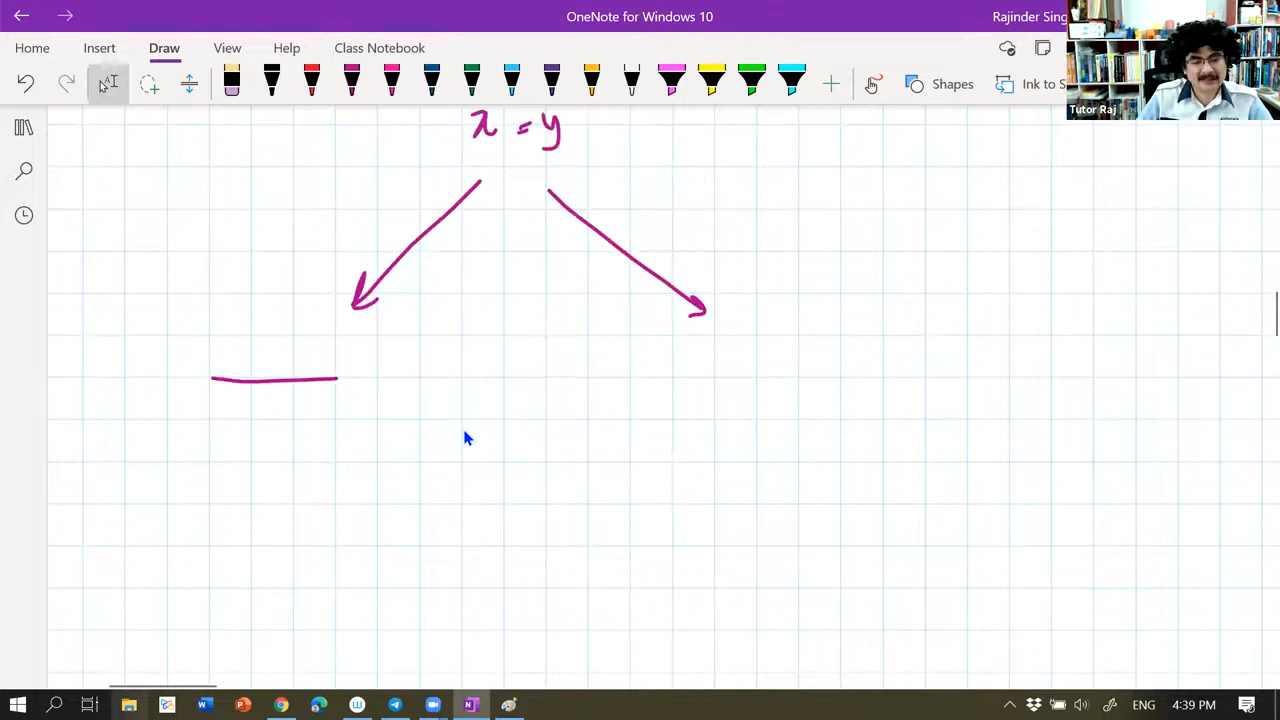 OneNote for Windows 10
Rajinder Sing
Home Insert Draw View Help Class Notebook
Shapes Ink to S
Tutor Raj
x = y
ENG 4:39 PM